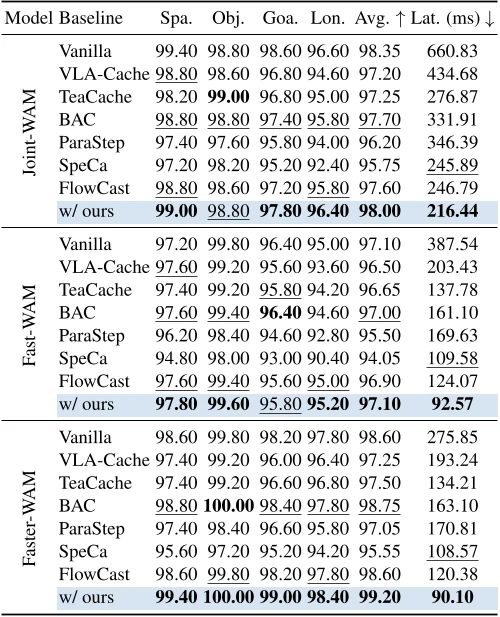 Model Baseline Spa. Obj. Goa. Lon. Avg. ↑ Lat. (ms) ↓
Joint-WAM
Vanilla 99.40 98.80 98.60 96.60 98.35 660.83
VLA-Cache 98.80 98.60 96.80 94.60 97.20 434.68
TeaCache 98.20 99.00 96.80 95.00 97.25 276.87
BAC 98.80 98.80 97.40 95.80 97.70 331.91
ParaStep 97.40 97.60 95.80 94.00 96.20 346.39
SpeCa 97.20 98.20 95.20 92.40 95.75 245.89
FlowCast 98.80 98.60 97.20 95.80 97.60 246.79
w/ ours 99.00 98.80 97.80 96.40 98.00 216.44
Fast-WAM
Vanilla 97.20 99.80 96.40 95.00 97.10 387.54
VLA-Cache 97.60 99.20 95.60 93.60 96.50 203.43
TeaCache 97.40 99.20 95.80 94.20 96.65 137.78
BAC 97.60 99.40 96.40 94.60 97.00 161.10
ParaStep 96.20 98.40 94.60 92.80 95.50 169.63
SpeCa 94.80 98.00 93.00 90.40 94.05 109.58
FlowCast 97.60 99.40 95.60 95.00 96.90 124.07
w/ ours 97.80 99.60 95.80 95.20 97.10 92.57
Faster-WAM
Vanilla 98.60 99.80 98.20 97.80 98.60 275.85
VLA-Cache 97.40 99.20 96.00 96.40 97.25 193.24
TeaCache 97.40 99.20 96.60 96.80 97.50 134.21
BAC 98.80 100.00 98.40 97.80 98.75 163.10
ParaStep 97.40 98.40 96.60 95.80 97.05 170.81
SpeCa 95.60 97.20 95.20 94.20 95.55 108.57
FlowCast 98.60 99.80 98.20 97.80 98.60 120.38
w/ ours 99.40 100.00 99.00 98.40 99.20 90.10